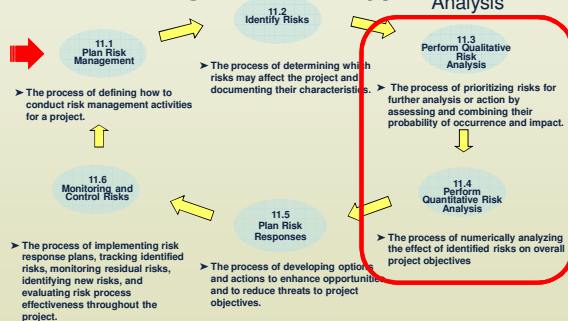 Analysis
11.1
Plan Risk
Management
➤ The process of defining how to
conduct risk management activities
for a project.
11.2
Identify Risks
➤ The process of determining which
risks may affect the project and
documenting their characteristics.
11.3
Perform Qualitative
Risk
Analysis
➤ The process of prioritizing risks for
further analysis or action by
assessing and combining their
probability of occurrence and impact.
11.4
Perform
Quantitative Risk
Analysis
➤ The process of numerically analyzing
the effect of identified risks on overall
project objectives
11.5
Plan Risk
Responses
➤ The process of developing options
and actions to enhance opportunities
and to reduce threats to project
objectives.
11.6
Monitoring and
Control Risks
➤ The process of implementing risk
response plans, tracking identified
risks, monitoring residual risks,
identifying new risks, and
evaluating risk process
effectiveness throughout the
project.